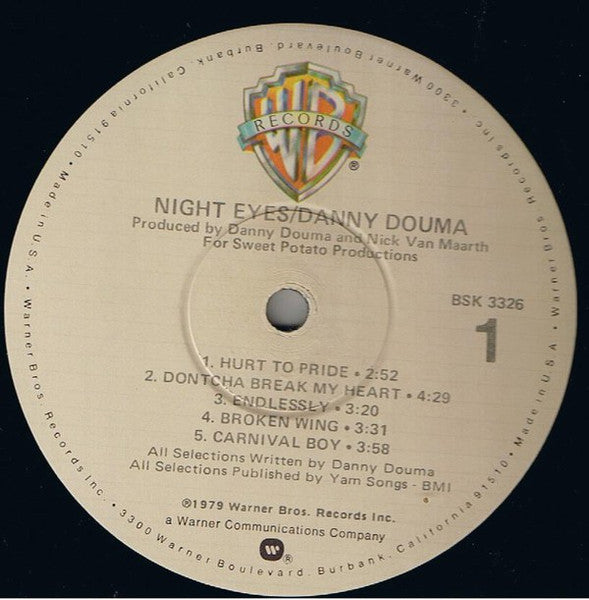 WB
RECORDS
®
NIGHT EYES/DANNY DOUMA
Produced by Danny Douma and Nick Van Maarth
For Sweet Potato Productions
BSK 3326
1
1. HURT TO PRIDE • 2:52
2. DONTCHA BREAK MY HEART • 4:29
3. ENDLESSLY • 3:20
4. BROKEN WING • 3:31
5. CARNIVAL BOY • 3:58
All Selections Written by Danny Douma
All Selections Published by Yam Songs - BMI
℗1979 Warner Bros. Records Inc.
a Warner Communications Company
W®
Warner Bros. Records Inc. • 3300 Warner Boulevard, Burbank, California 91510 • Made in U.S.A. • Warner Bros. Records Inc. • 3300 Warner Boulevard, Burbank, California 91510 • Made in U.S.A. •